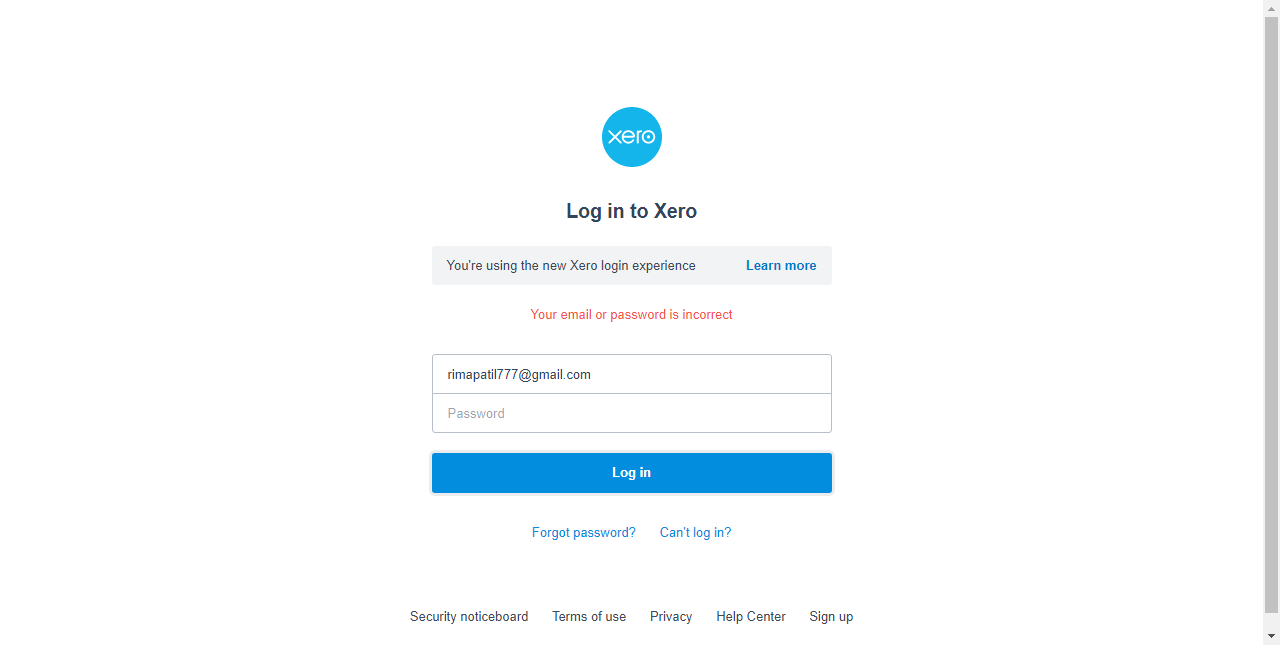 xero
Log in to Xero
You're using the new Xero login experience Learn more
Your email or password is incorrect
rimapatil777@gmail.com
Password
Log in
Forgot password? Can't log in?
Security noticeboard Terms of use Privacy Help Center Sign up